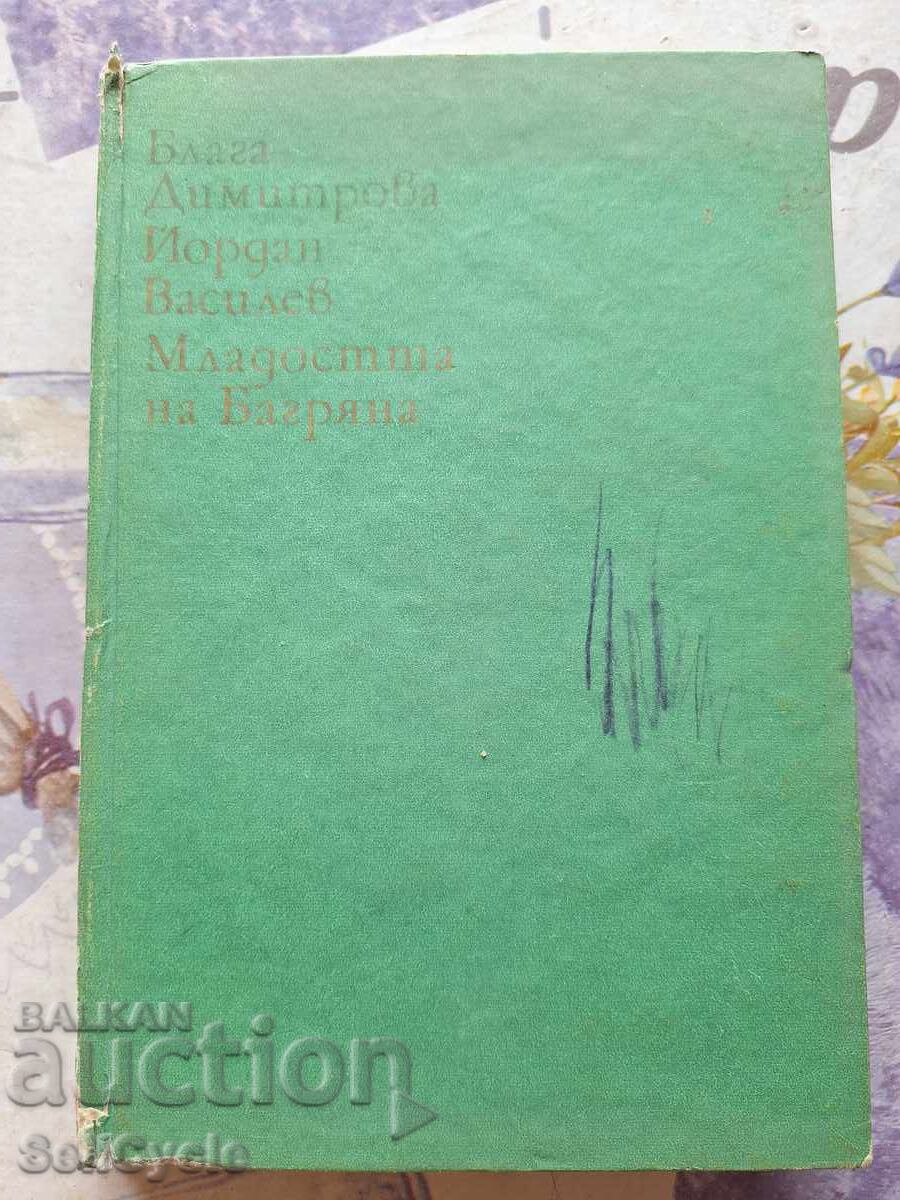 Блага
Димитрова
Йордан
Василев
Младостта
на Багряна
BALKAN
auction
SellCycle